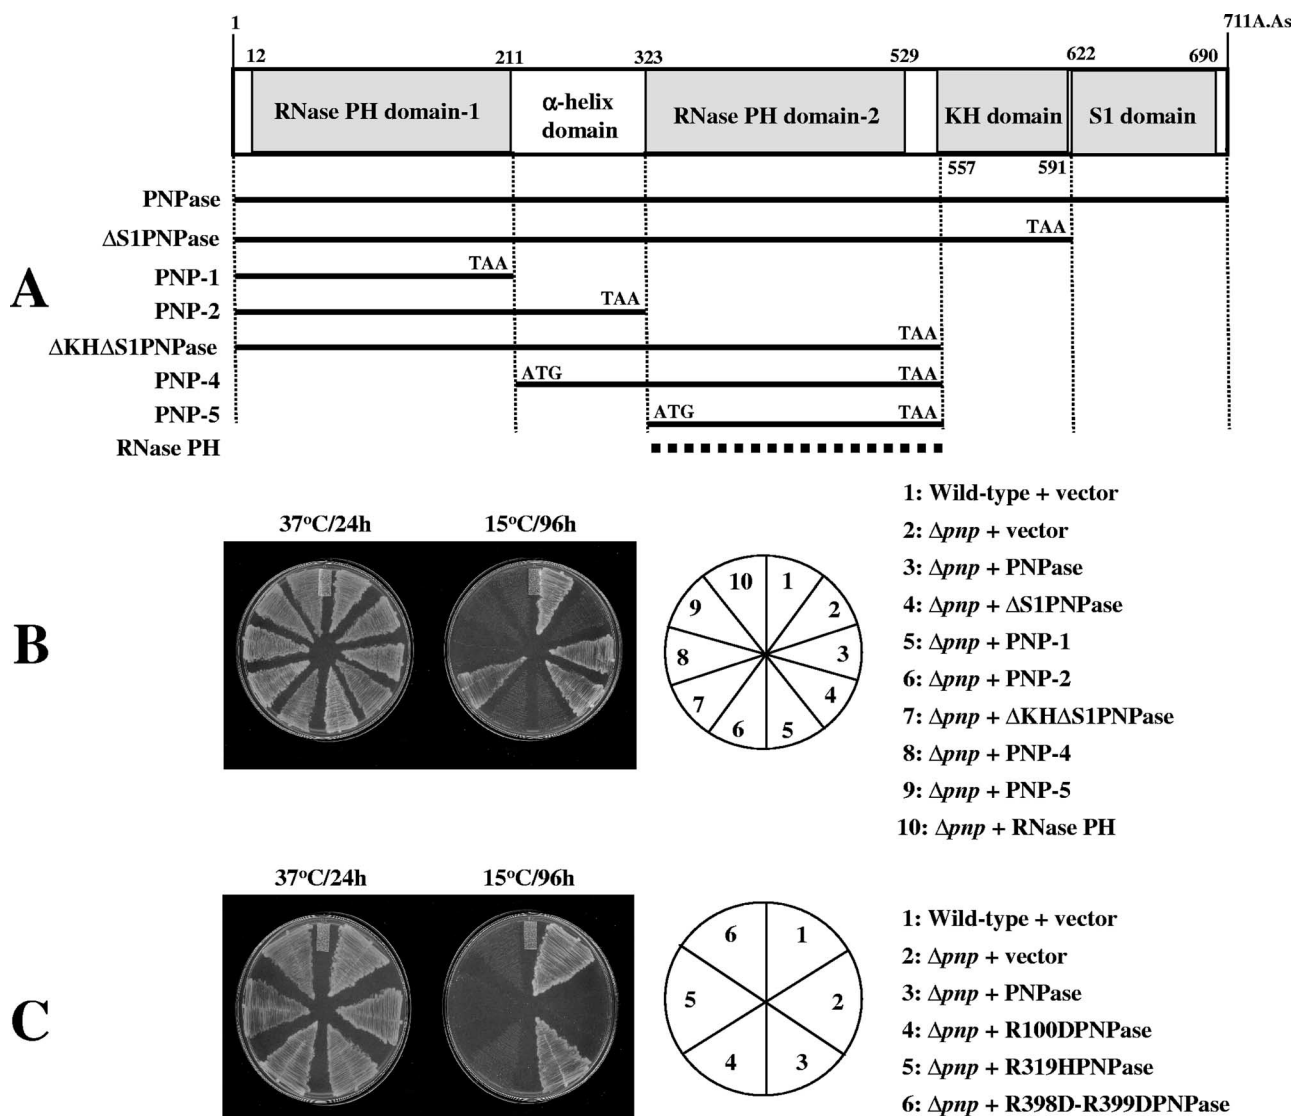 1
711A.As
12
211
323
529
622
690
RNase PH domain-1
α-helix
domain
RNase PH domain-2
KH domain
S1 domain
557
591
A
PNPase
ΔS1PNPase
TAA
PNP-1
TAA
PNP-2
TAA
ΔKHΔS1PNPase
TAA
PNP-4
ATG
TAA
PNP-5
ATG
TAA
RNase PH
B
37°C/24h
15°C/96h
10
1
9
2
8
3
7
4
6
5
1: Wild-type + vector
2: Δpnp + vector
3: Δpnp + PNPase
4: Δpnp + ΔS1PNPase
5: Δpnp + PNP-1
6: Δpnp + PNP-2
7: Δpnp + ΔKHΔS1PNPase
8: Δpnp + PNP-4
9: Δpnp + PNP-5
10: Δpnp + RNase PH
C
37°C/24h
15°C/96h
6
1
5
2
4
3
1: Wild-type + vector
2: Δpnp + vector
3: Δpnp + PNPase
4: Δpnp + R100DPNPase
5: Δpnp + R319HPNPase
6: Δpnp + R398D-R399DPNPase